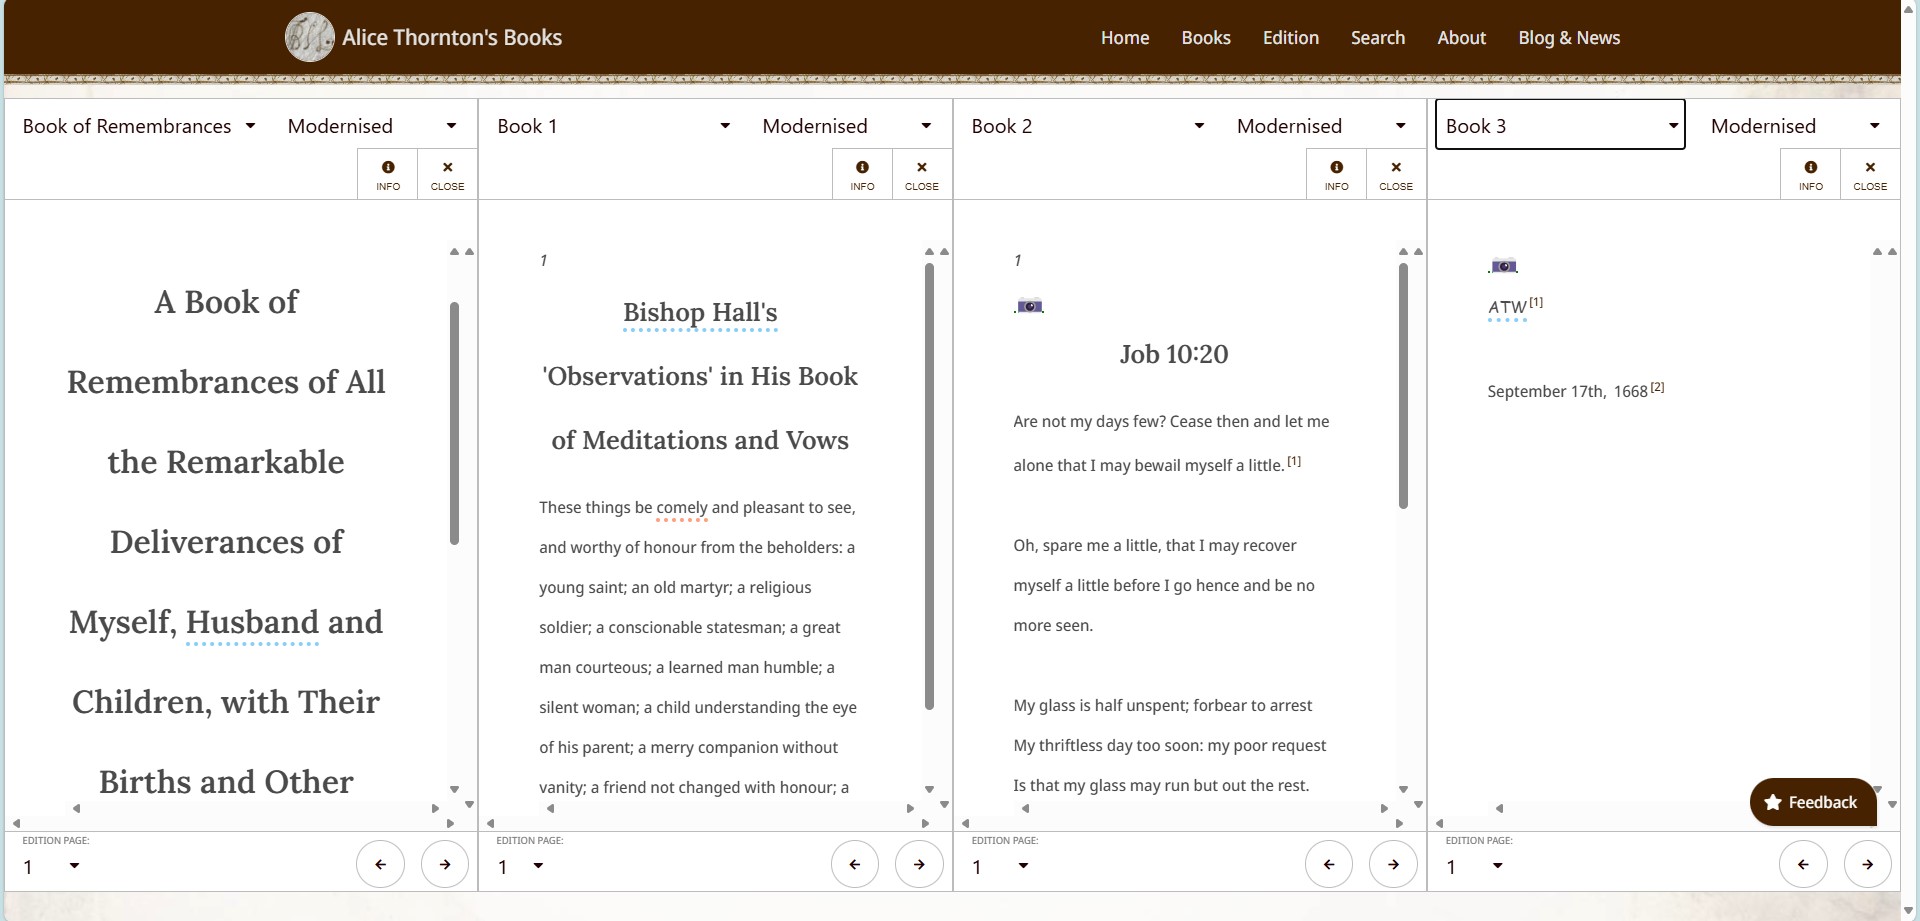 Alice Thornton's Books
Home Books Edition Search About Blog & News
Book of Remembrances Modernised
INFO CLOSE
A Book of
Remembrances of All
the Remarkable
Deliverances of
Myself, Husband and
Children, with Their
Births and Other
EDITION PAGE:
1
Book 1 Modernised
INFO CLOSE
1
Bishop Hall's
'Observations' in His Book
of Meditations and Vows
These things be comely and pleasant to see,
and worthy of honour from the beholders: a
young saint; an old martyr; a religious
soldier; a conscionable statesman; a great
man courteous; a learned man humble; a
silent woman; a child understanding the eye
of his parent; a merry companion without
vanity; a friend not changed with honour; a
EDITION PAGE:
1
Book 2 Modernised
INFO CLOSE
1
Job 10:20
Are not my days few? Cease then and let me
alone that I may bewail myself a little.[1]
Oh, spare me a little, that I may recover
myself a little before I go hence and be no
more seen.
My glass is half unspent; forbear to arrest
My thriftless day too soon: my poor request
Is that my glass may run but out the rest.
EDITION PAGE:
1
Book 3 Modernised
INFO CLOSE
ATW[1]
September 17th, 1668[2]
Feedback
EDITION PAGE:
1